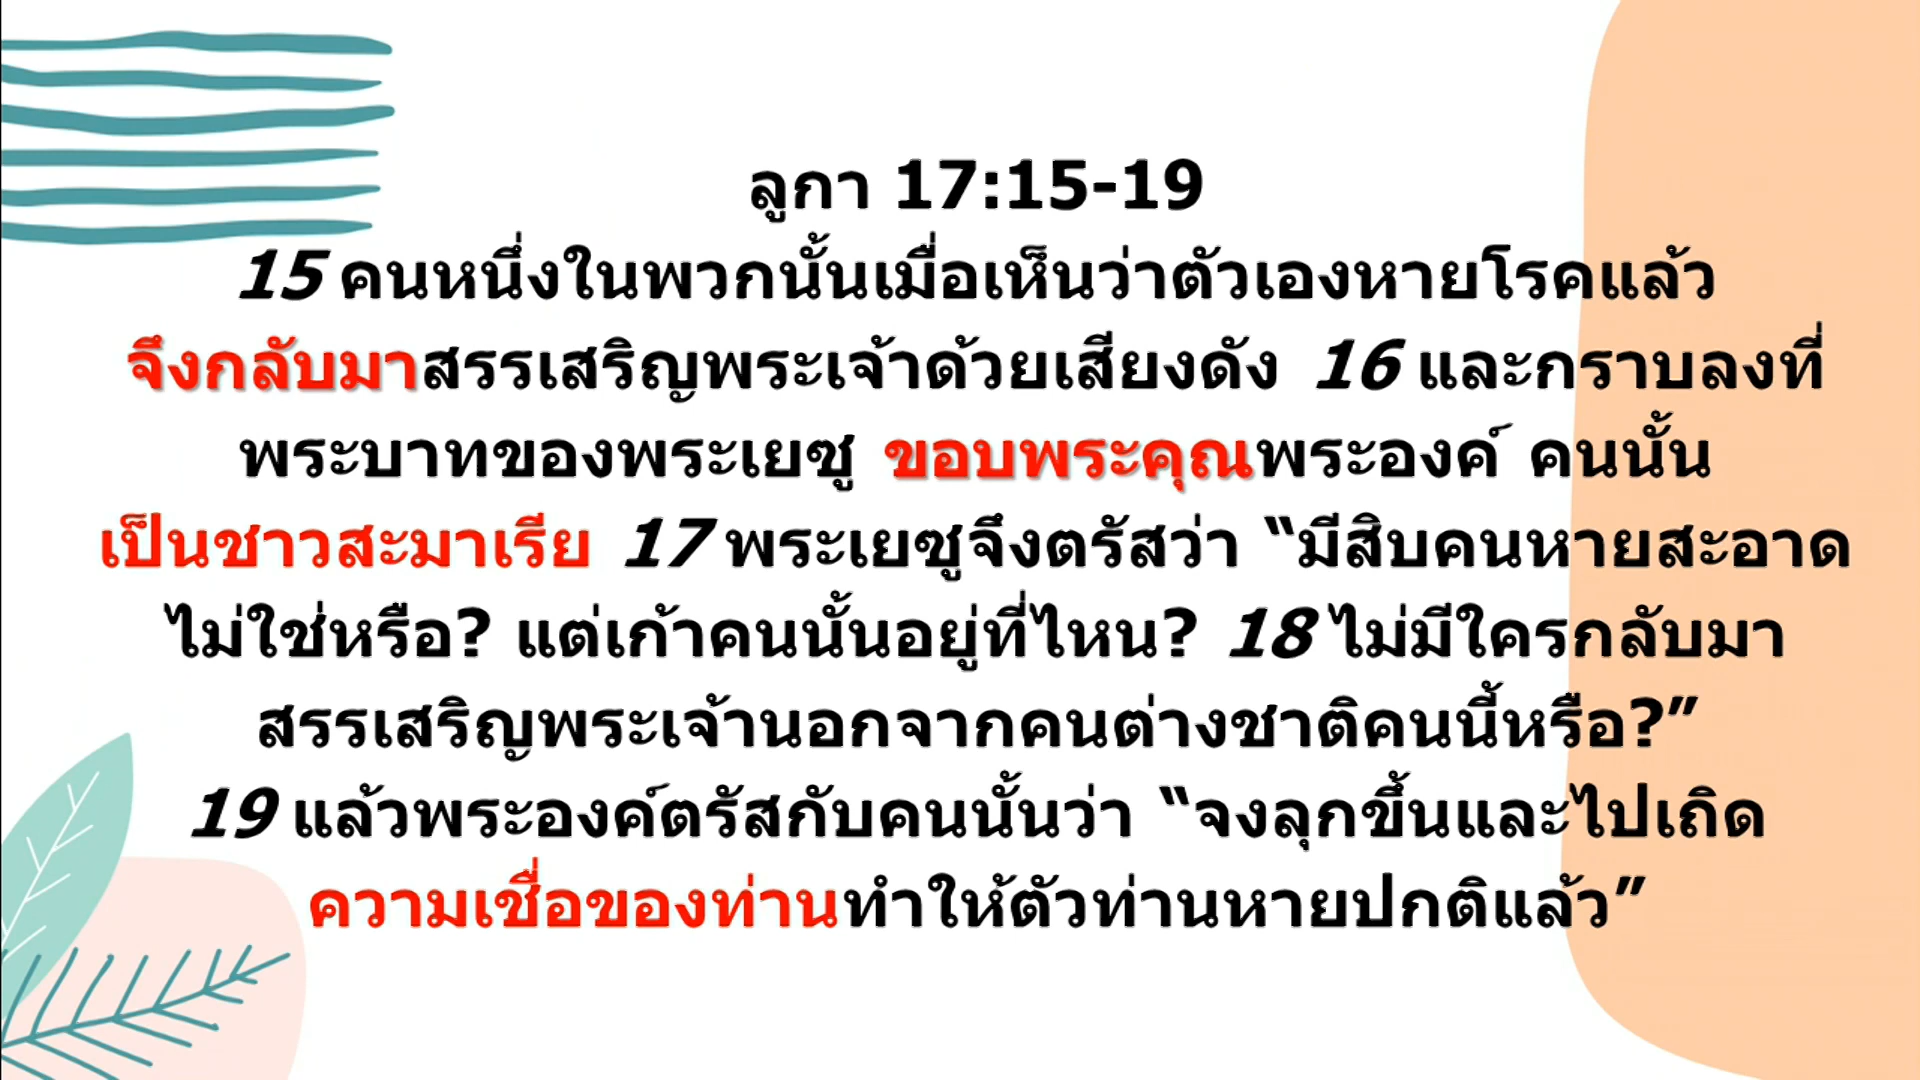 ลูกา 17:15-19
15 คนหนึ่งในพวกนั้นเมื่อเห็นว่าตัวเองหายโรคแล้ว
จึงกลับมาสรรเสริญพระเจ้าด้วยเสียงดัง 16 และกราบลงที่
พระบาทของพระเยซู ขอบพระคุณพระองค์ คนนั้น
เป็นชาวสะมาเรีย 17 พระเยซูจึงตรัสว่า “มีสิบคนหายสะอาด
ไม่ใช่หรือ? แต่เก้าคนนั้นอยู่ที่ไหน? 18 ไม่มีใครกลับมา
สรรเสริญพระเจ้านอกจากคนต่างชาติคนนี้หรือ?”
19 แล้วพระองค์ตรัสกับคนนั้นว่า “จงลุกขึ้นและไปเถิด
ความเชื่อของท่านทำให้ตัวท่านหายปกติแล้ว”